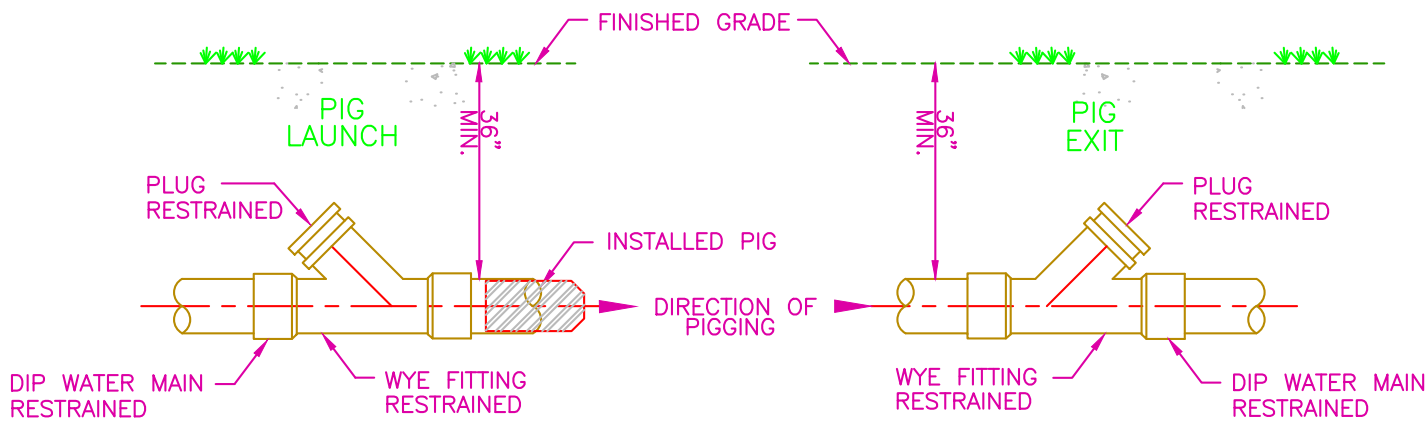 FINISHED GRADE
PIG
LAUNCH
36"
MIN.
PLUG
RESTRAINED
INSTALLED PIG
DIRECTION OF
PIGGING
DIP WATER MAIN
RESTRAINED
WYE FITTING
RESTRAINED
36"
MIN.
PIG
EXIT
PLUG
RESTRAINED
WYE FITTING
RESTRAINED
DIP WATER MAIN
RESTRAINED